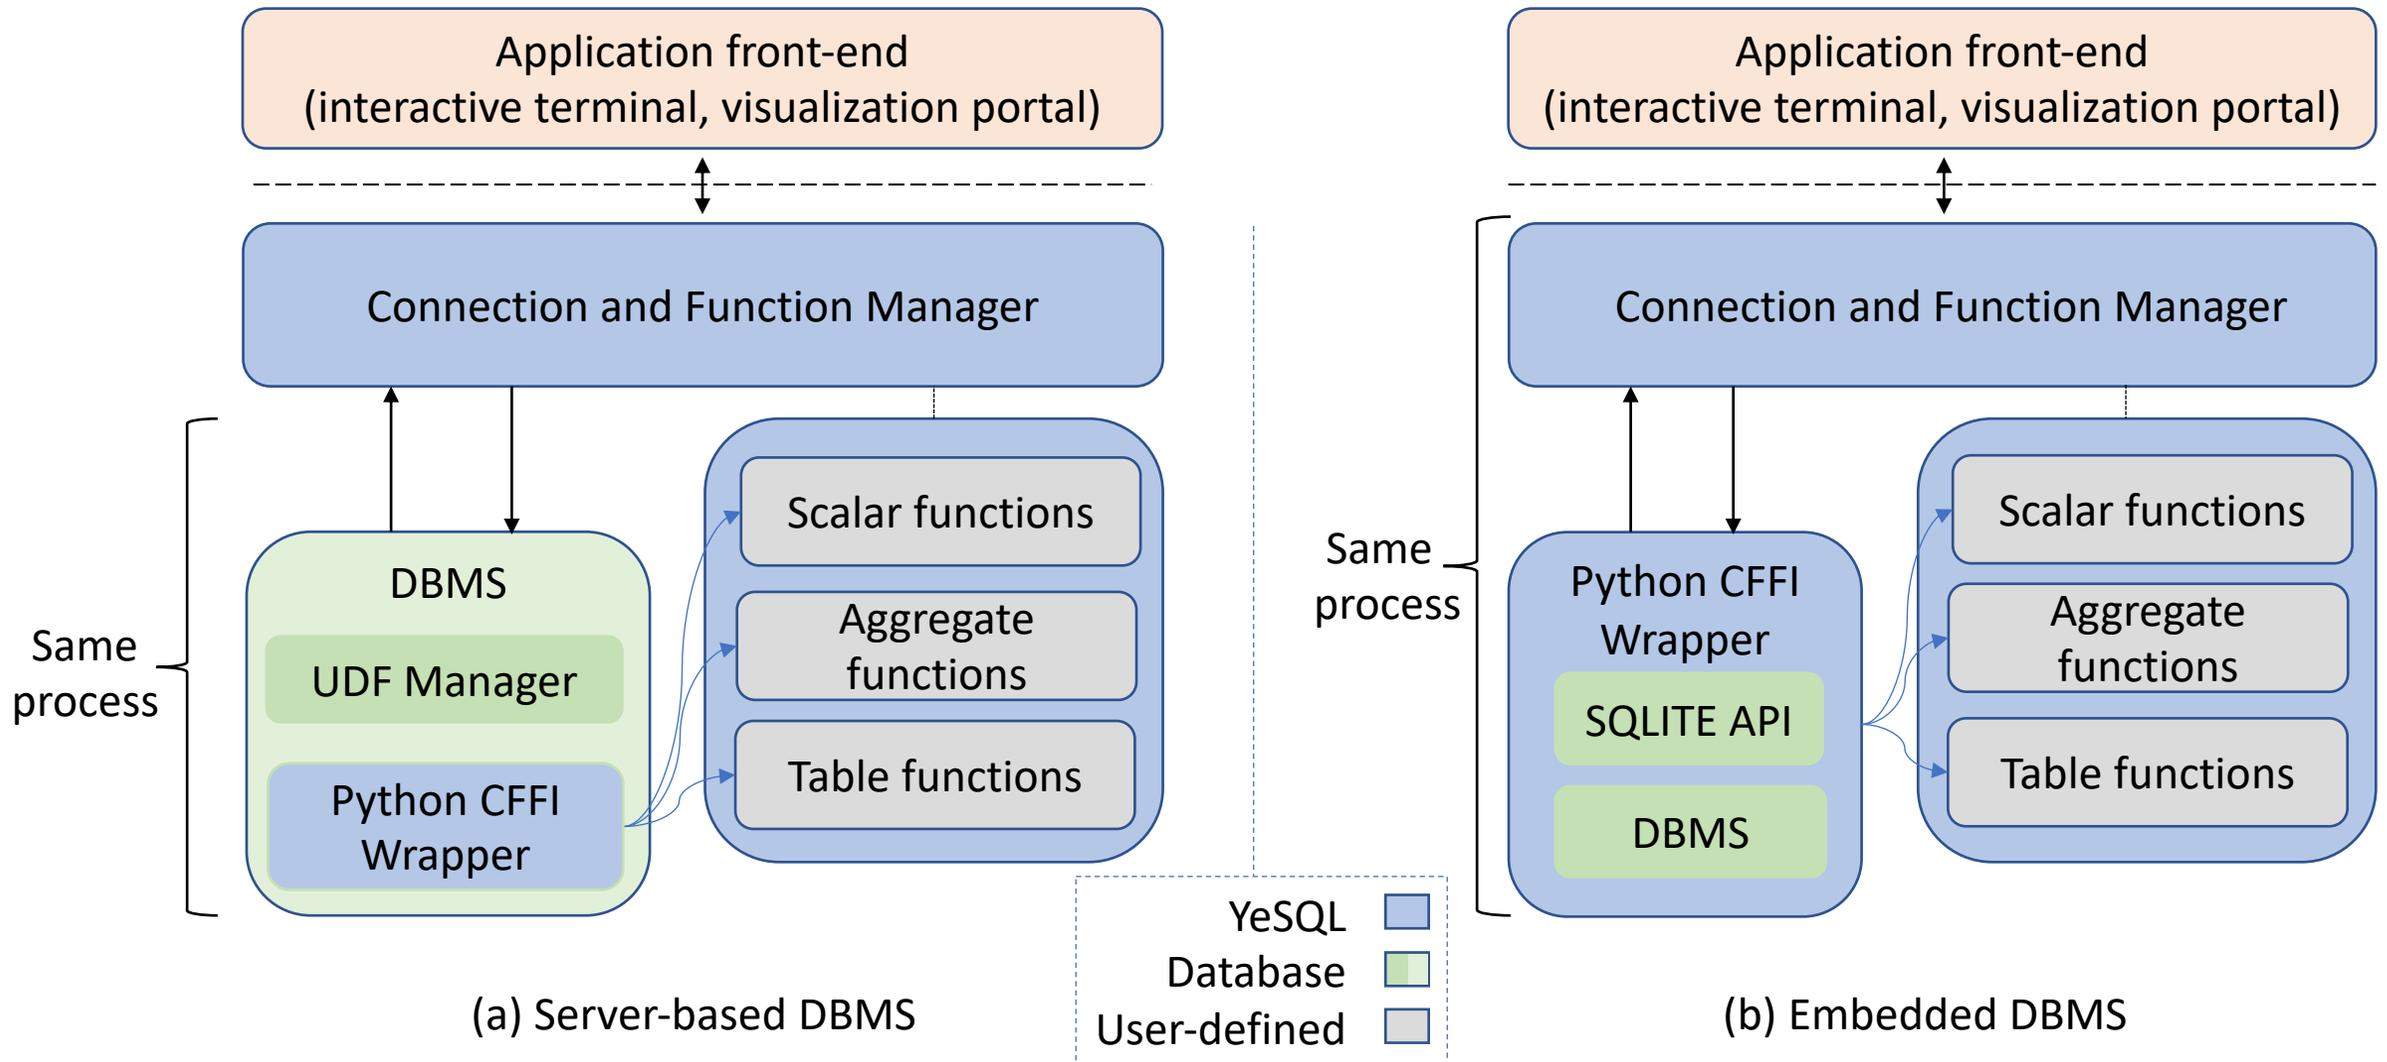 Application front-end
(interactive terminal, visualization portal)
Connection and Function Manager
Same
process
DBMS
UDF Manager
Python CFFI
Wrapper
Scalar functions
Aggregate
functions
Table functions
(a) Server-based DBMS
Application front-end
(interactive terminal, visualization portal)
Connection and Function Manager
Same
process
Python CFFI
Wrapper
SQLITE API
DBMS
Scalar functions
Aggregate
functions
Table functions
(b) Embedded DBMS
YeSQL
Database
User-defined